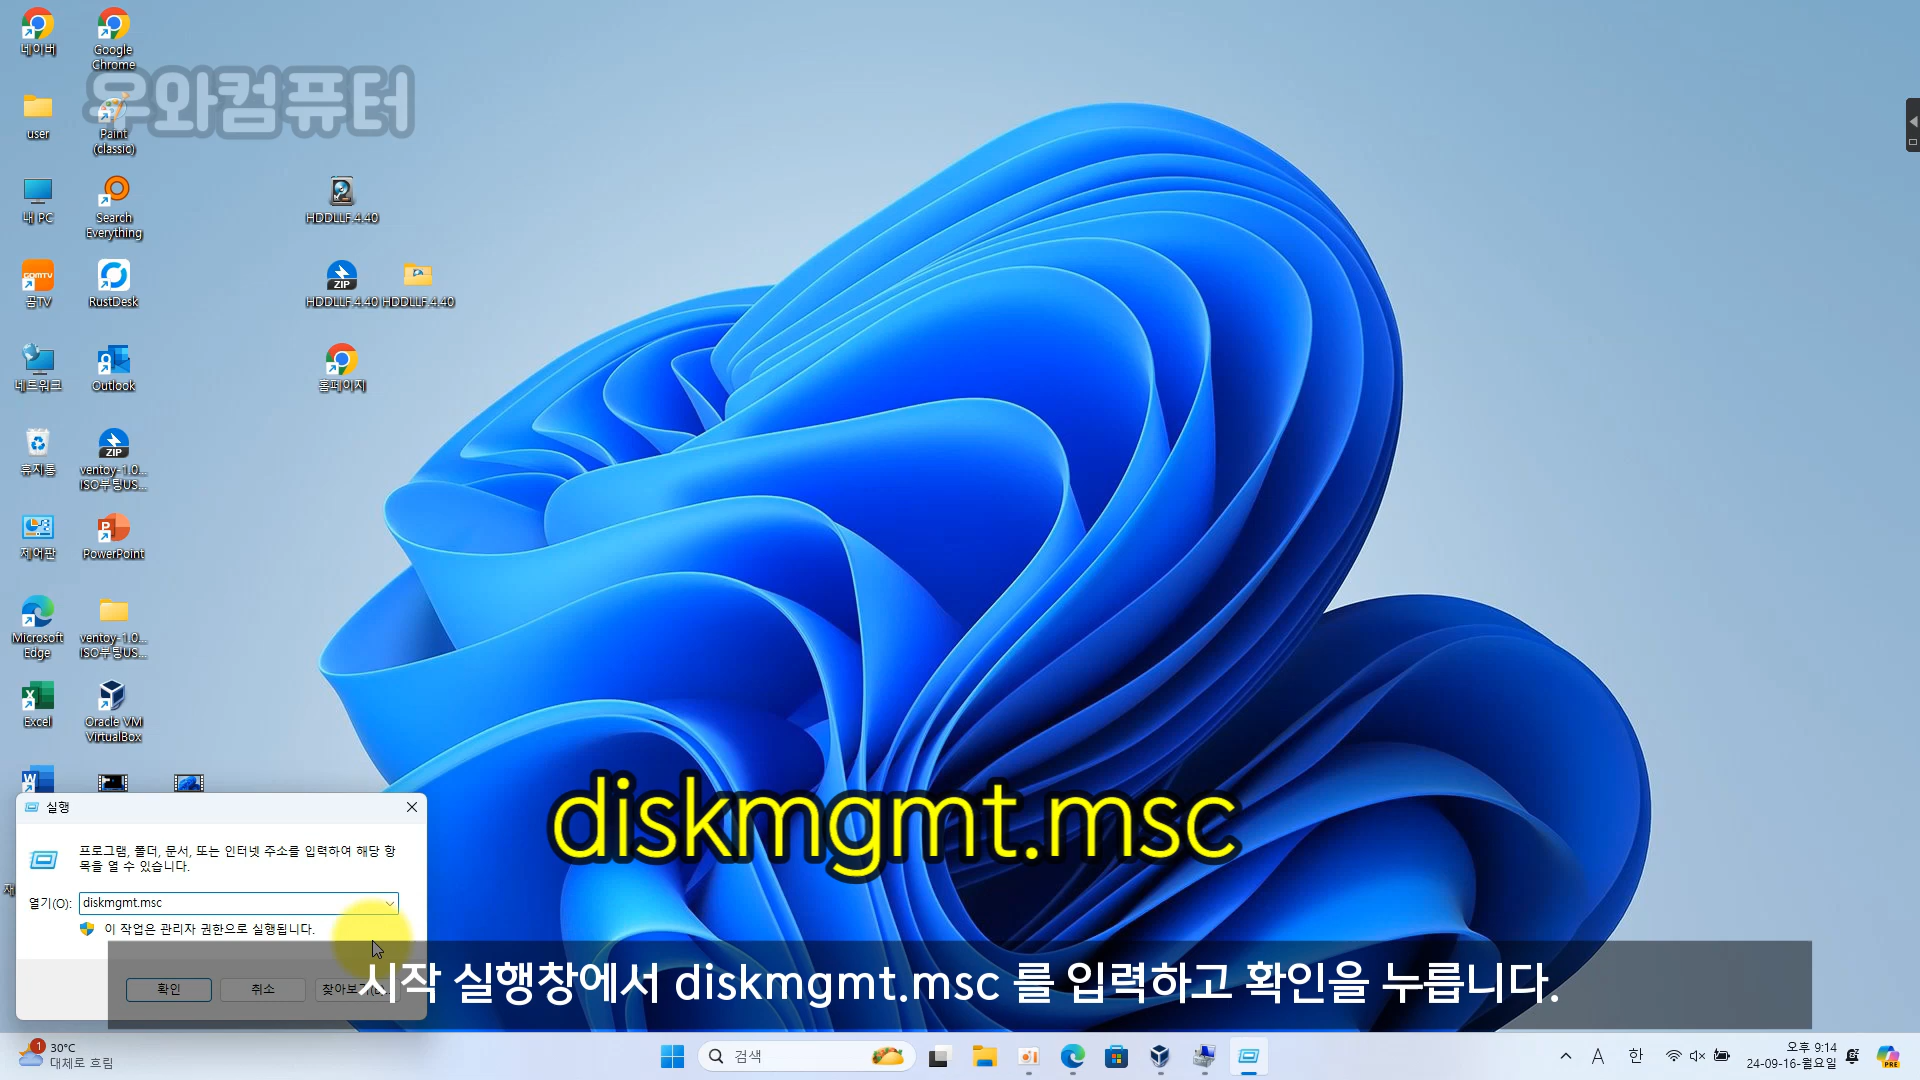 네이버
Google
Chrome
우와컴퓨터
user
Paint
(classic)
내 PC
Search
Everything
HDDLLF.4.40
GOMTV
곰TV
RustDesk
ZIP
HDDLLF.4.40
HDDLLF.4.40
네트워크
Outlook
홈페이지
휴지통
ZIP
ventoy-1.0...
ISO부팅US...
제어판
PowerPoint
Microsoft
Edge
ventoy-1.0...
ISO부팅US...
Excel
Oracle VM
VirtualBox
실행
diskmgmt.msc
프로그램, 폴더, 문서, 또는 인터넷 주소를 입력하여 해당 항
목을 열 수 있습니다.
열기(O):
diskmgmt.msc
이 작업은 관리자 권한으로 실행됩니다.
확인
취소
찾아보기
시작 실행창에서 diskmgmt.msc 를 입력하고 확인을 누릅니다.
1
30°C
대체로 흐림
검색
A
한
오후 9:14
24-09-16-월요일
PRE